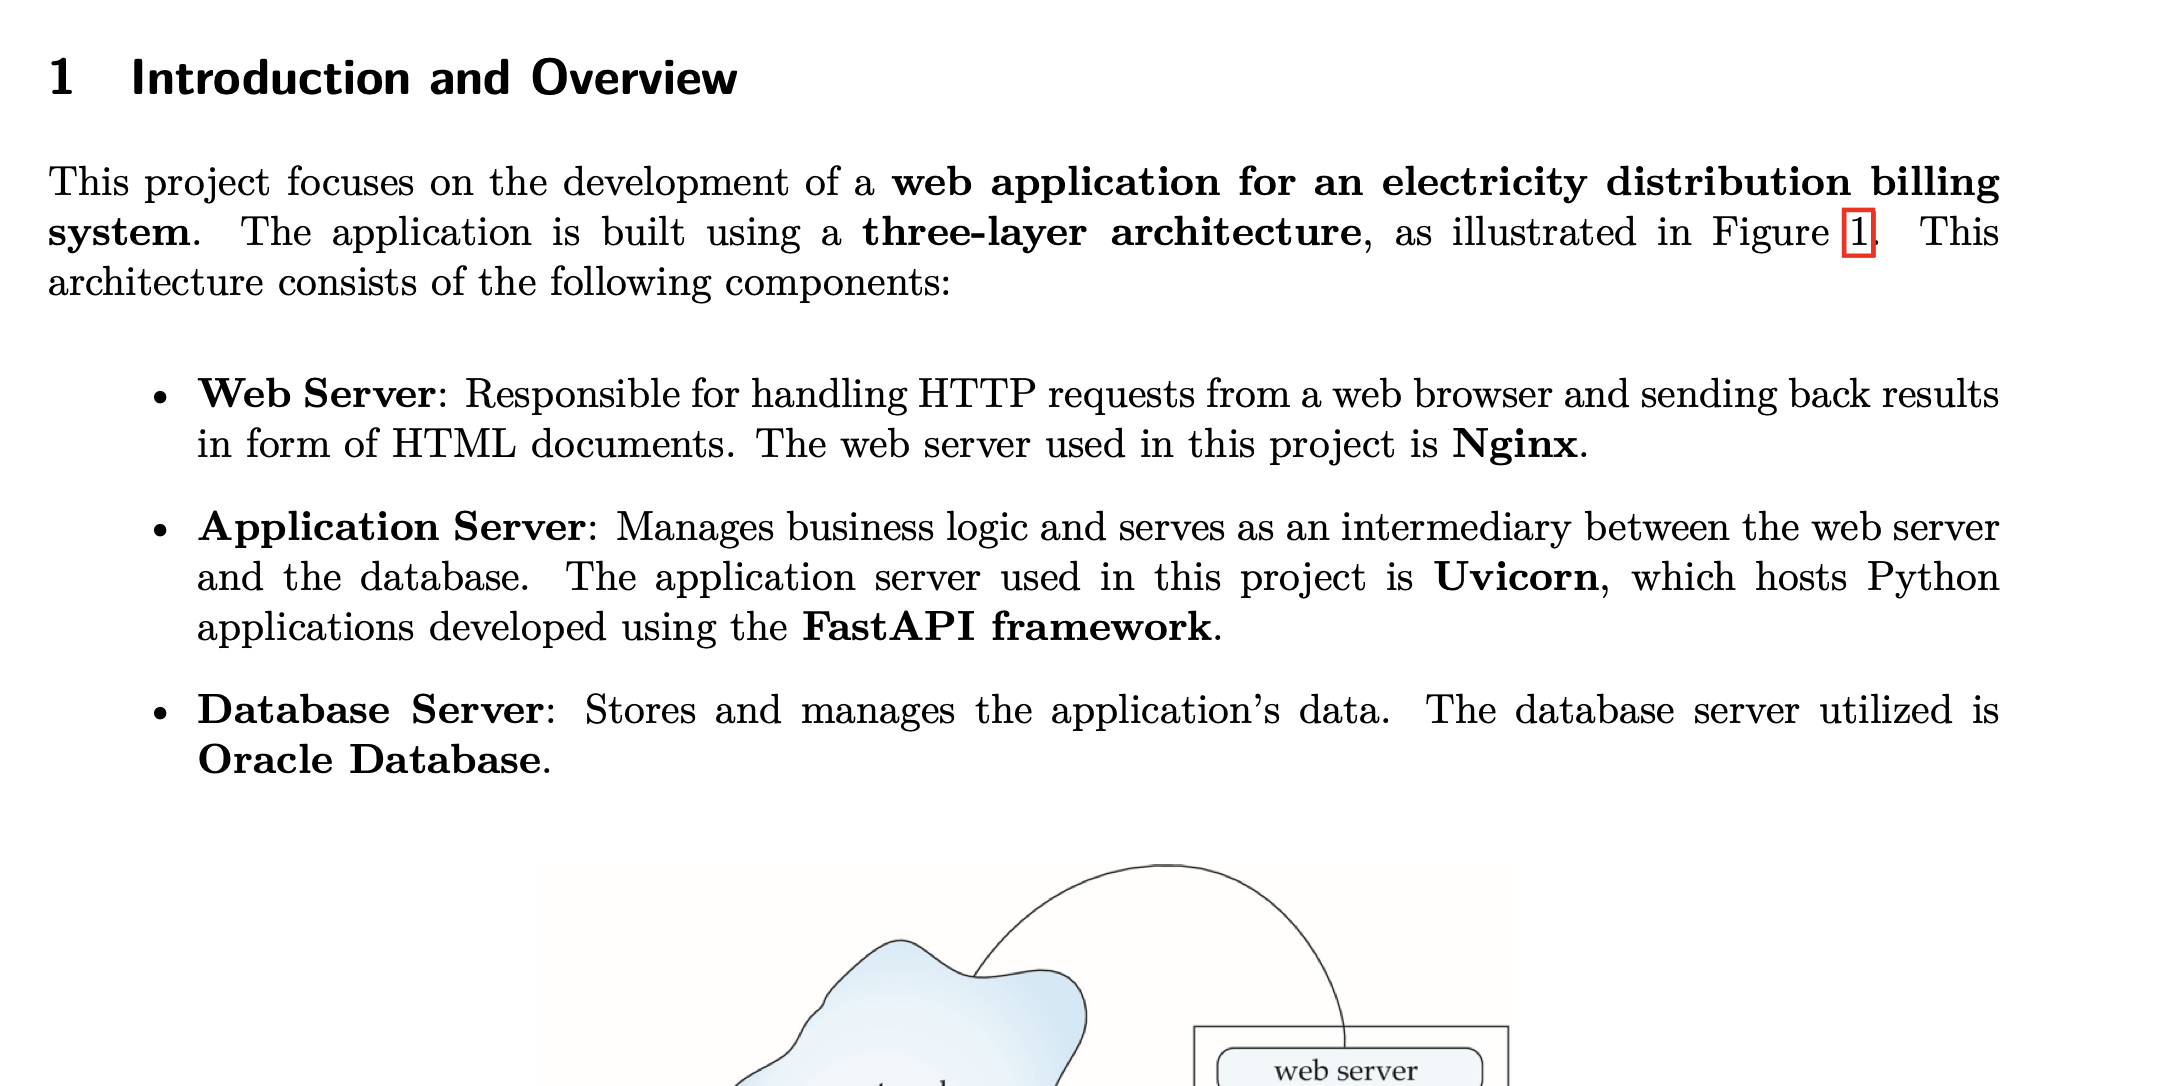 1 Introduction and Overview
This project focuses on the development of a web application for an electricity distribution billing
system. The application is built using a three-layer architecture, as illustrated in Figure 1. This
architecture consists of the following components:
• Web Server: Responsible for handling HTTP requests from a web browser and sending back results
in form of HTML documents. The web server used in this project is Nginx.
• Application Server: Manages business logic and serves as an intermediary between the web server
and the database. The application server used in this project is Uvicorn, which hosts Python
applications developed using the FastAPI framework.
• Database Server: Stores and manages the application's data. The database server utilized is
Oracle Database.
web server